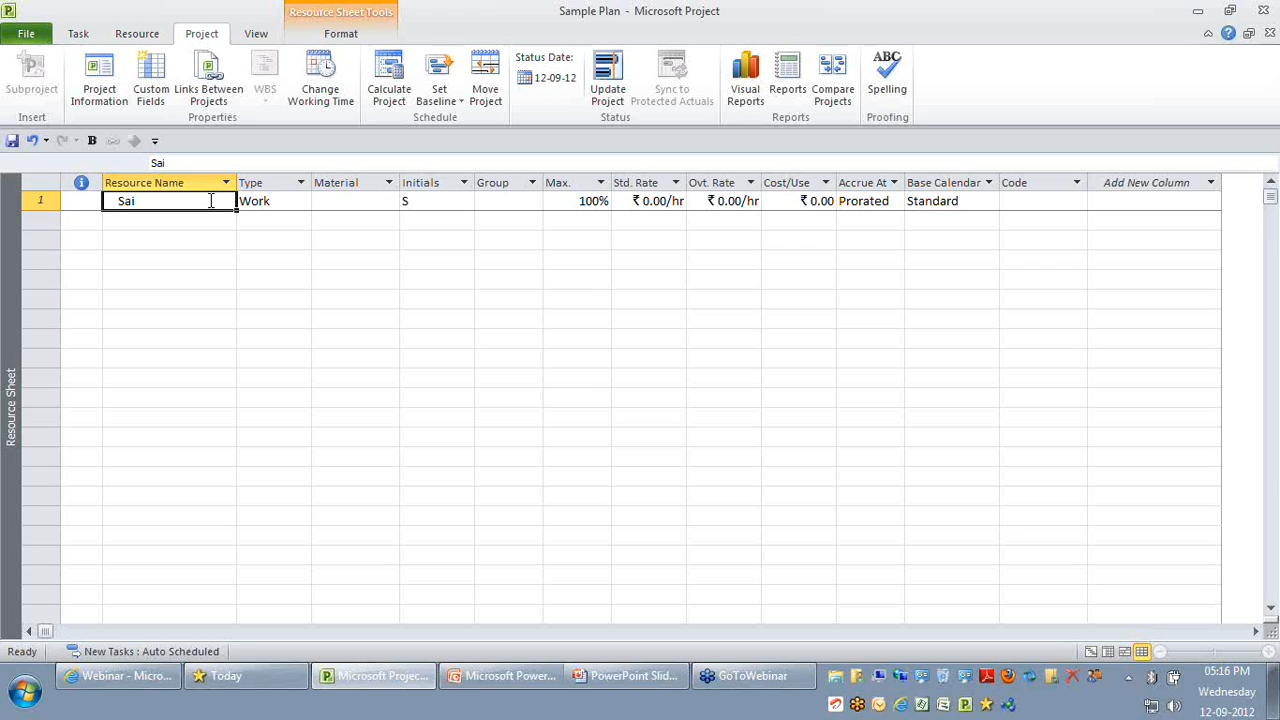 Resource Sheet Tools
Sample Plan - Microsoft Project
File Task Resource Project View Format
Subproject
Project Information
Custom Fields
Links Between Projects
WBS
Change Working Time
Calculate Project
Set Baseline
Move Project
Status Date:
12-09-12
Update Project
Sync to Protected Actuals
Visual Reports
Reports
Compare Projects
ABC
Spelling
Insert Properties Schedule Status Reports Proofing
B
Sai
Resource Name Type Material Initials Group Max. Std. Rate Ovt. Rate Cost/Use Accrue At Base Calendar Code Add New Column
1 Sai Work S 100% ₹ 0.00/hr ₹ 0.00/hr ₹ 0.00 Prorated Standard
Resource Sheet
Ready New Tasks : Auto Scheduled
Webinar - Micro... Today Microsoft Projec... Microsoft Power... PowerPoint Slid... GoToWebinar
05:16 PM
Wednesday
12-09-2012